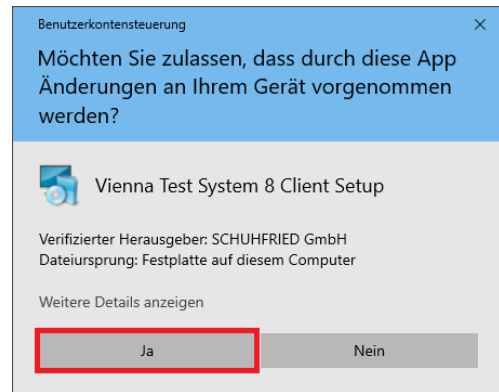 Benutzerkontensteuerung
Möchten Sie zulassen, dass durch diese App
Änderungen an Ihrem Gerät vorgenommen
werden?
Vienna Test System 8 Client Setup
Verifizierter Herausgeber: SCHUHFRIED GmbH
Dateiursprung: Festplatte auf diesem Computer
Weitere Details anzeigen
Ja
Nein